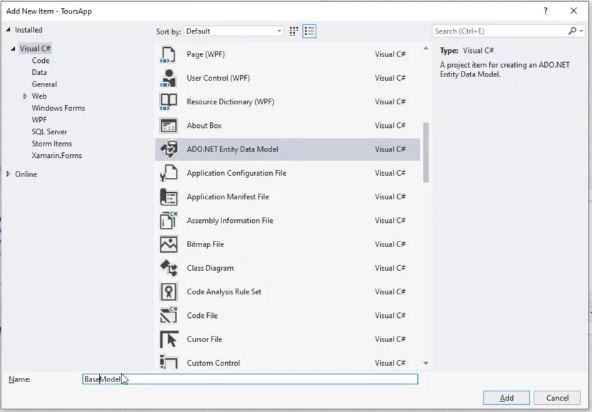 Add New Item - ToursApp
? ×
Installed
Sort by: Default
Search (Ctrl+E)
Visual C#
Code
Data
General
Web
Windows Forms
WPF
SQL Server
Storm Items
Xamarin.Forms
Online
Page (WPF) Visual C#
User Control (WPF) Visual C#
Resource Dictionary (WPF) Visual C#
About Box Visual C#
ADO.NET Entity Data Model Visual C#
Application Configuration File Visual C#
Application Manifest File Visual C#
Assembly Information File Visual C#
Bitmap File Visual C#
Class Diagram Visual C#
Code Analysis Rule Set Visual C#
Code File Visual C#
Cursor File Visual C#
Custom Control Visual C#
Type: Visual C#
A project item for creating an ADO.NET
Entity Data Model.
Name: BaseModel
Add Cancel